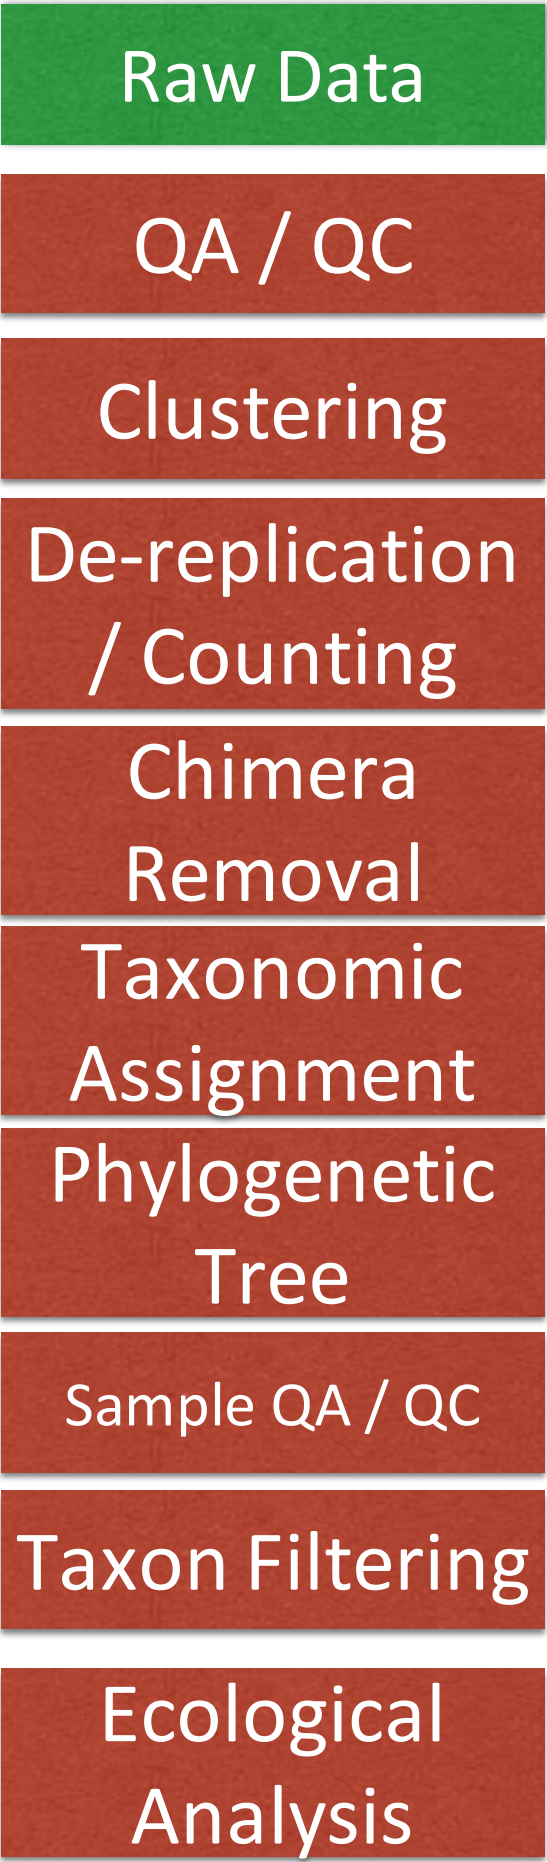 Raw Data
QA / QC
Clustering
De-replication
/ Counting
Chimera
Removal
Taxonomic
Assignment
Phylogenetic
Tree
Sample QA / QC
Taxon Filtering
Ecological
Analysis